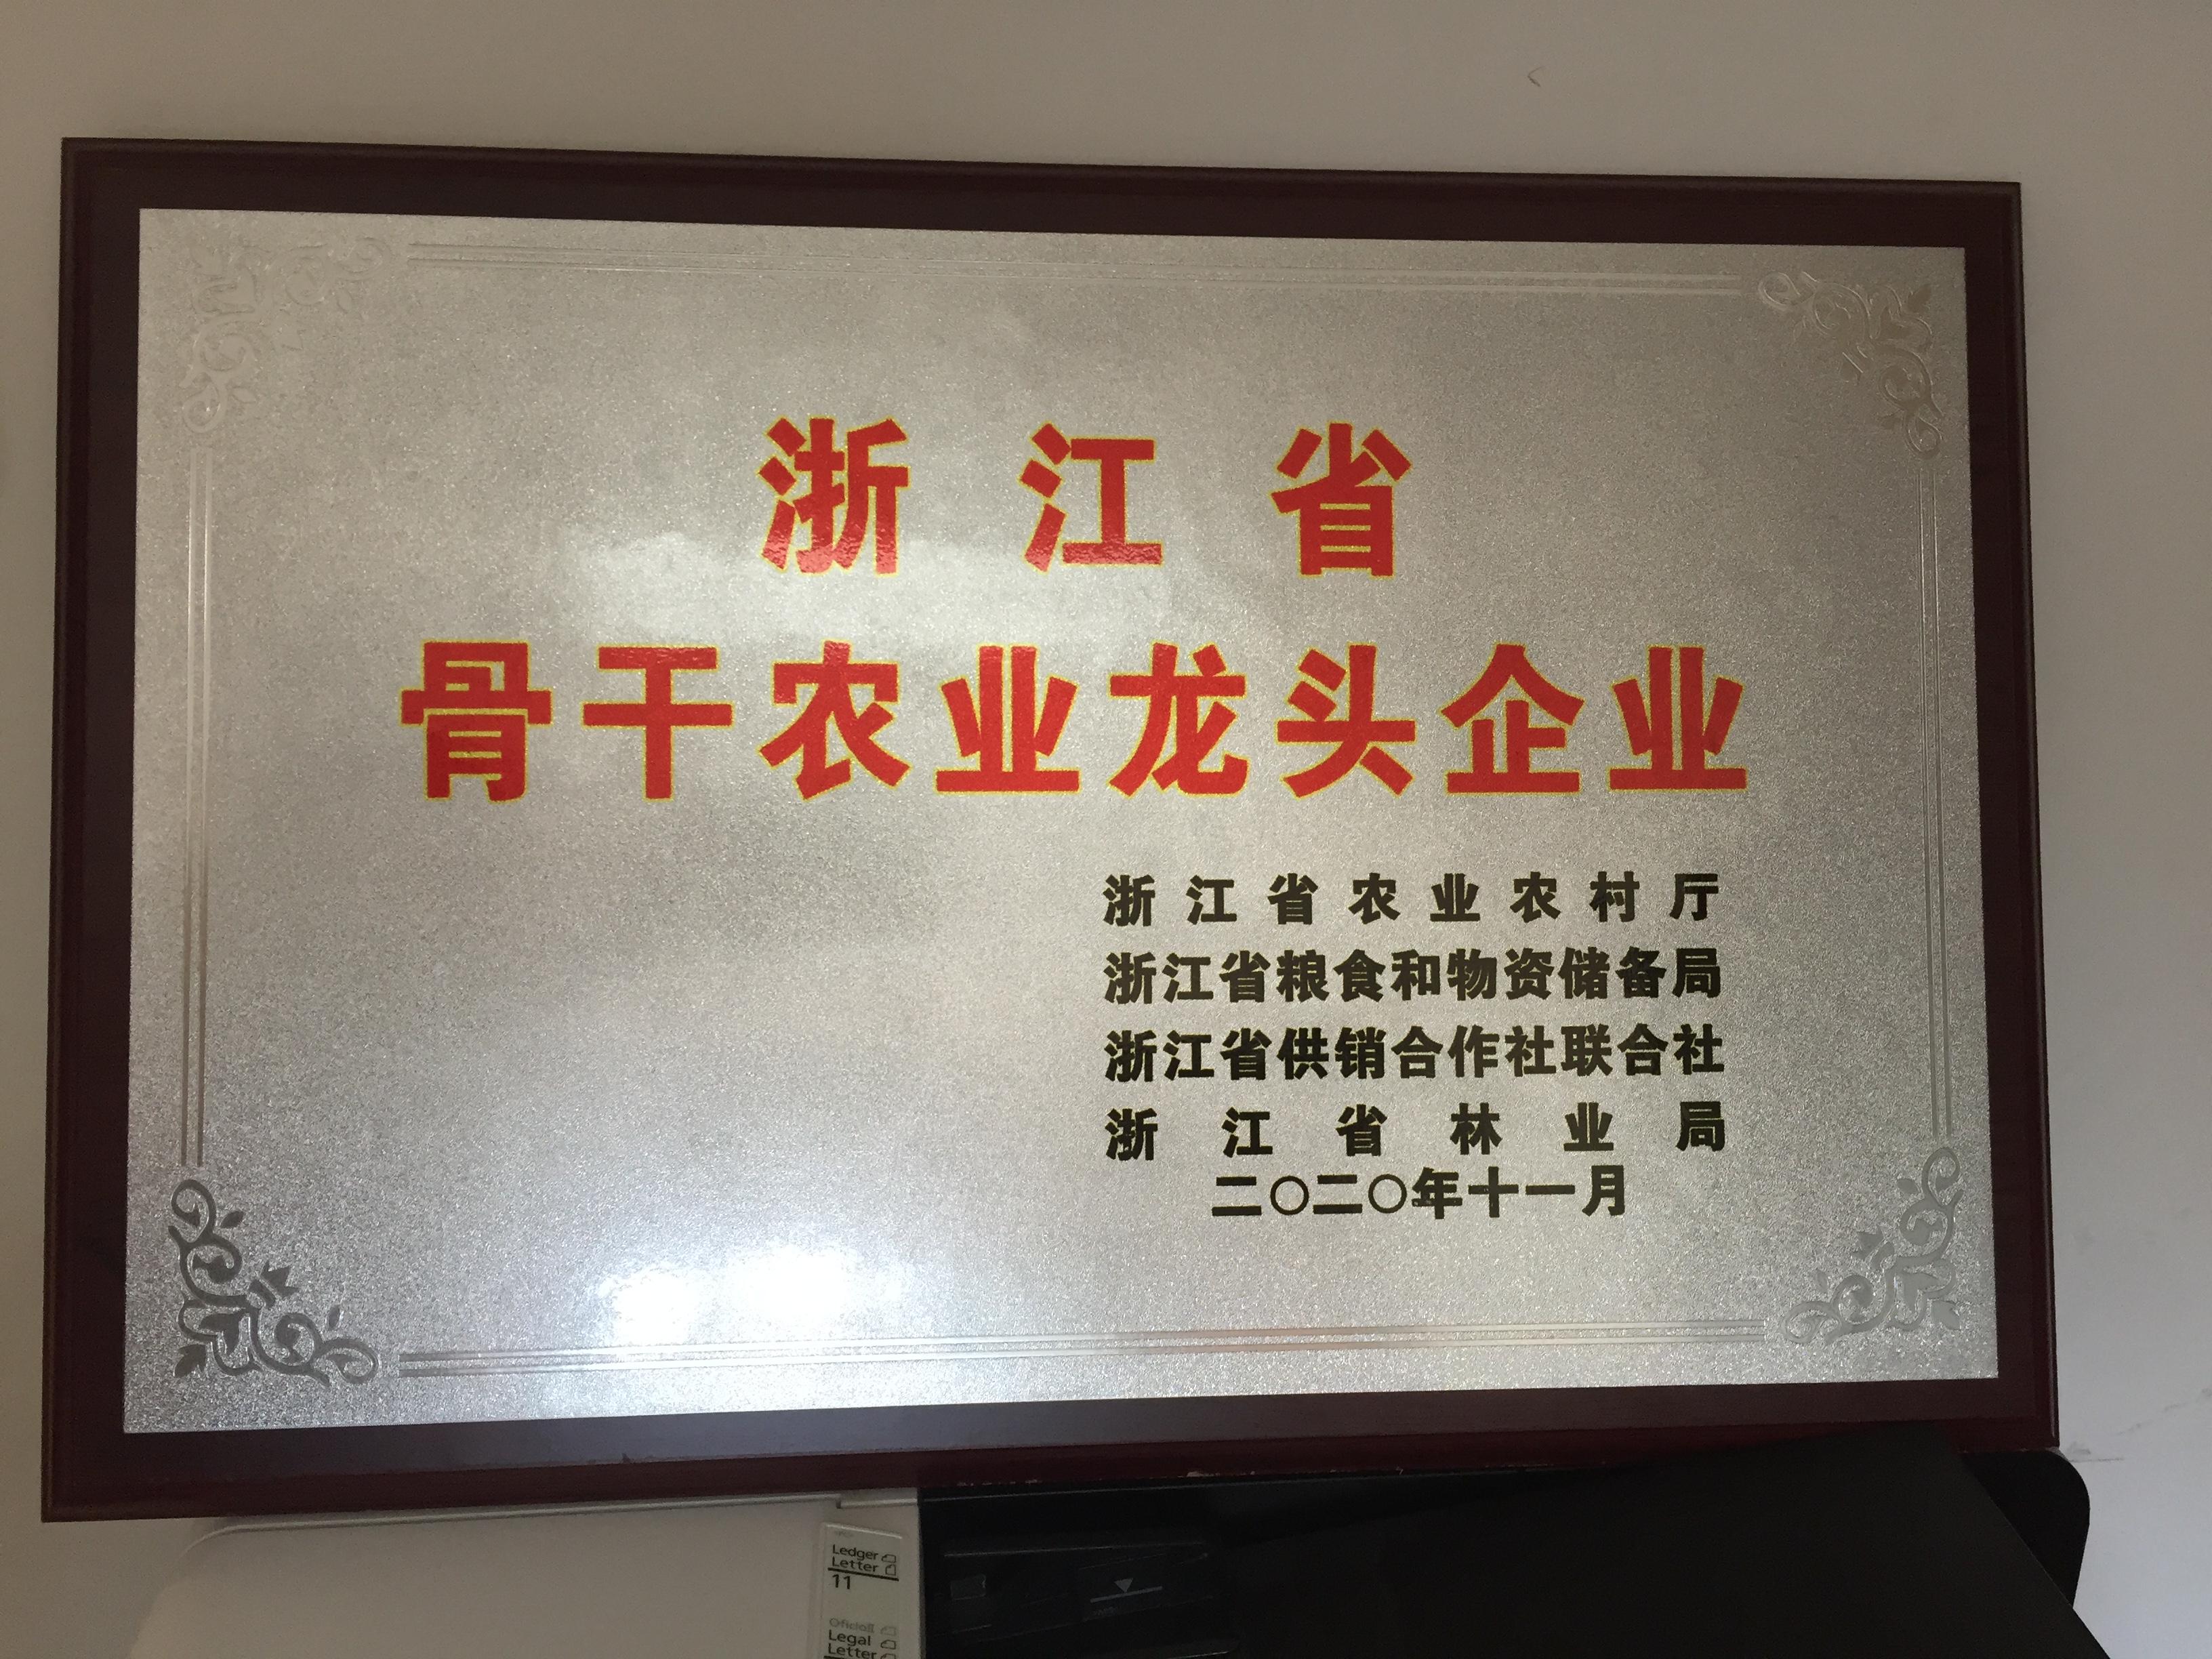 浙江省
骨干农业龙头企业
浙江省农业农村厅
浙江省粮食和物资储备局
浙江省供销合作社联合社
浙江省林业局
二〇二〇年十一月
Ledger
Letter
11
OficioII
Legal
Letter